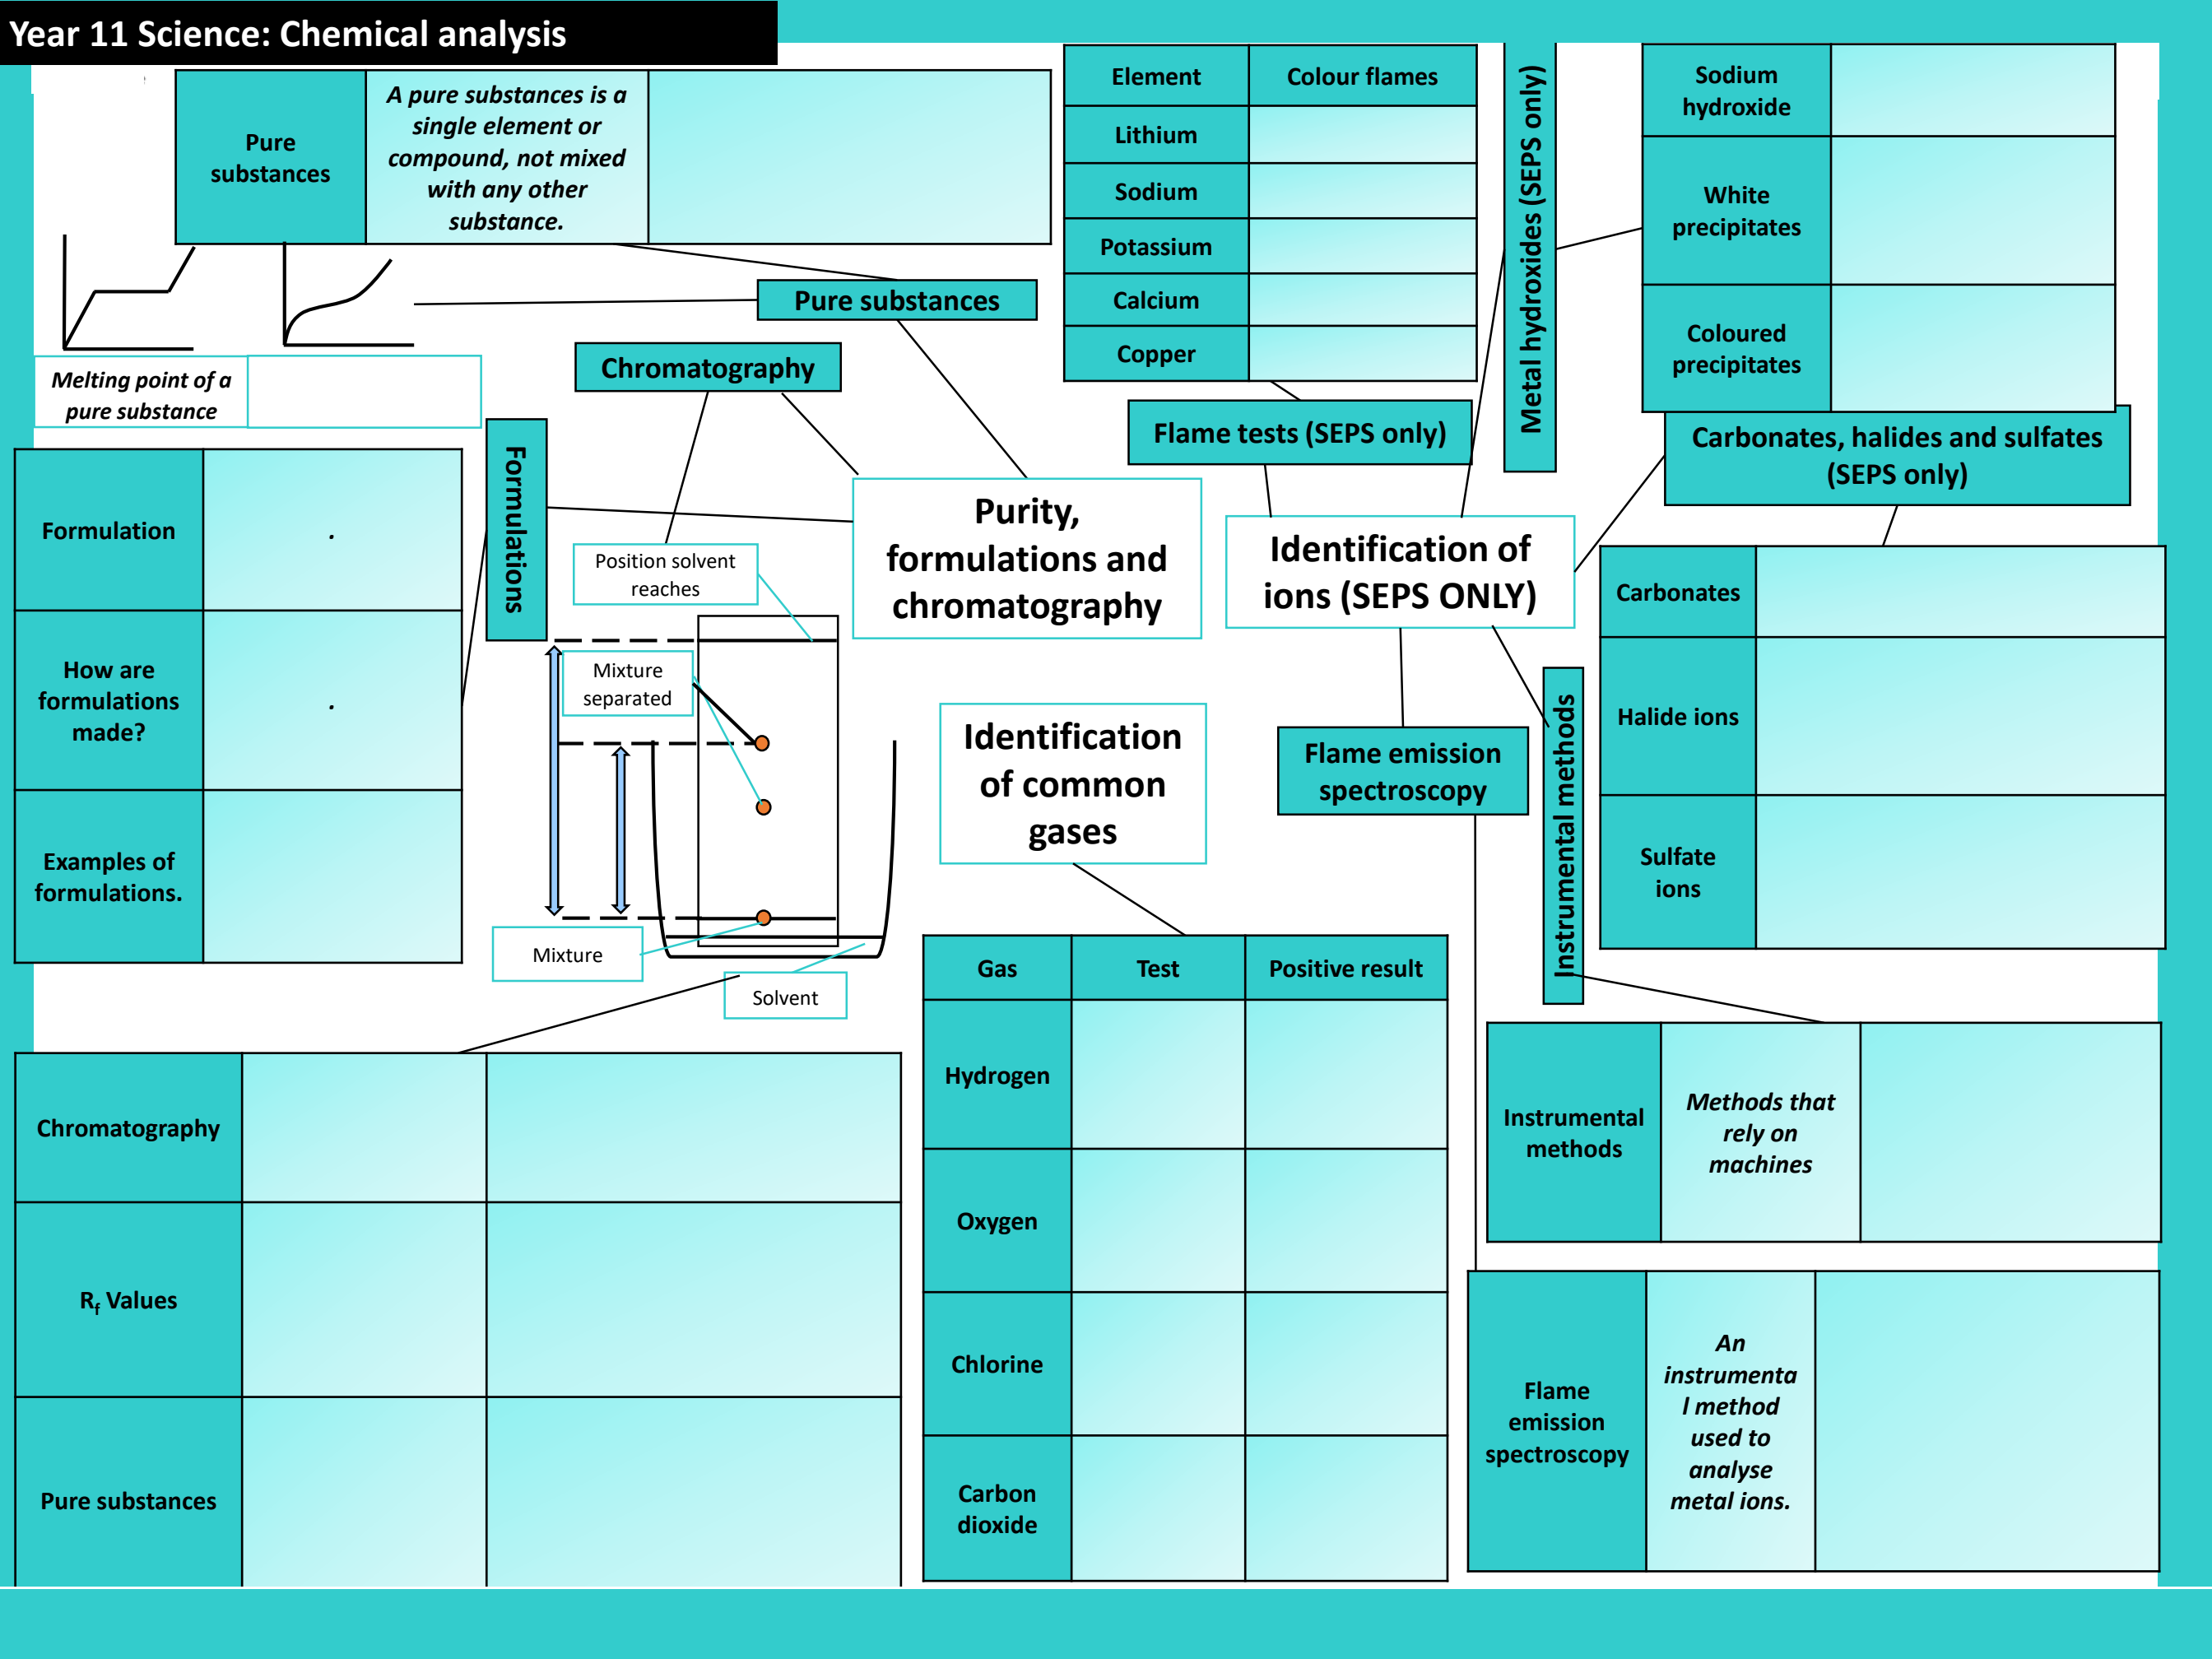 Year 11 Science: Chemical analysis
Pure
substances
A pure substances is a
single element or
compound, not mixed
with any other
substance.
Pure substances
Melting point of a
pure substance
Chromatography
Formulations
Formulation
.
How are
formulations
made?
.
Examples of
formulations.
Position solvent
reaches
Mixture
separated
Mixture
Solvent
Purity,
formulations and
chromatography
Chromatography
Rf Values
Pure substances
Element
Colour flames
Lithium
Sodium
Potassium
Calcium
Copper
Flame tests (SEPS only)
Metal hydroxides (SEPS only)
Sodium
hydroxide
White
precipitates
Coloured
precipitates
Carbonates, halides and sulfates
(SEPS only)
Identification of
ions (SEPS ONLY)
Carbonates
Halide ions
Sulfate
ions
Identification
of common
gases
Flame emission
spectroscopy
Instrumental methods
Gas
Test
Positive result
Hydrogen
Oxygen
Chlorine
Carbon
dioxide
Instrumental
methods
Methods that
rely on
machines
Flame
emission
spectroscopy
An
instrumenta
l method
used to
analyse
metal ions.